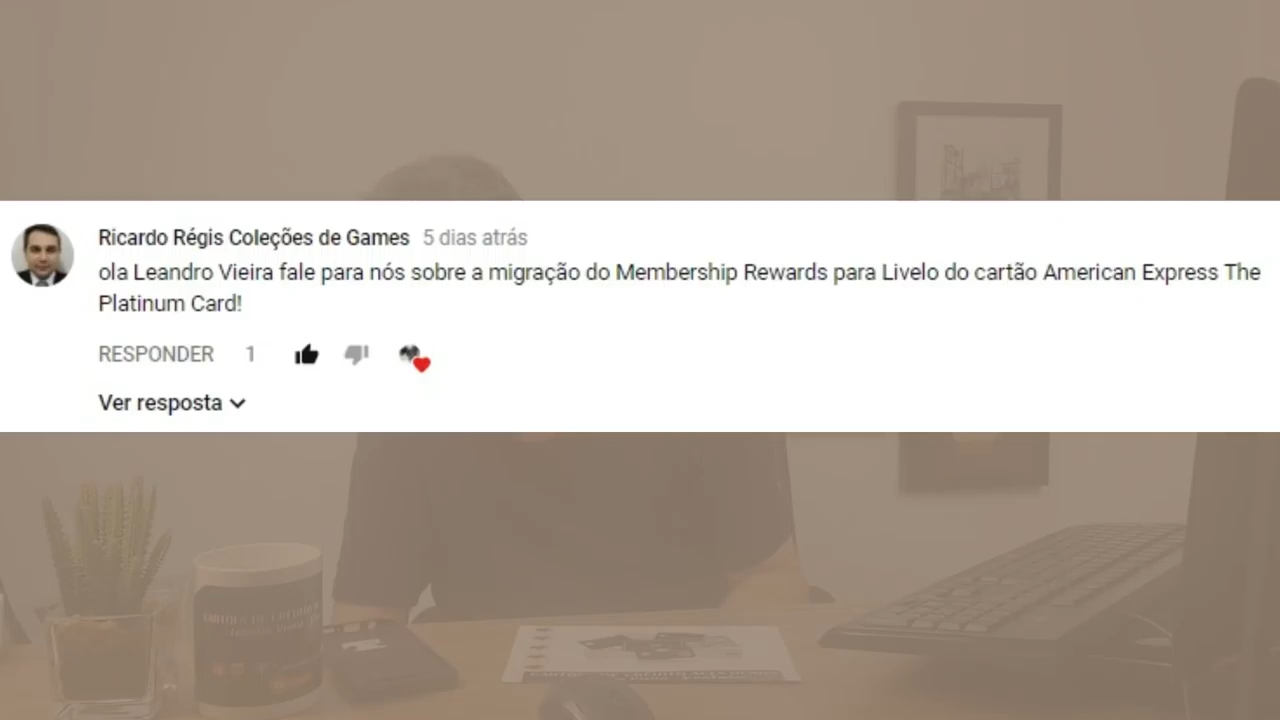 Ricardo Régis Coleções de Games 5 dias atrás
ola Leandro Vieira fale para nós sobre a migração do Membership Rewards para Livelo do cartão American Express The
Platinum Card!
RESPONDER 1
Ver resposta